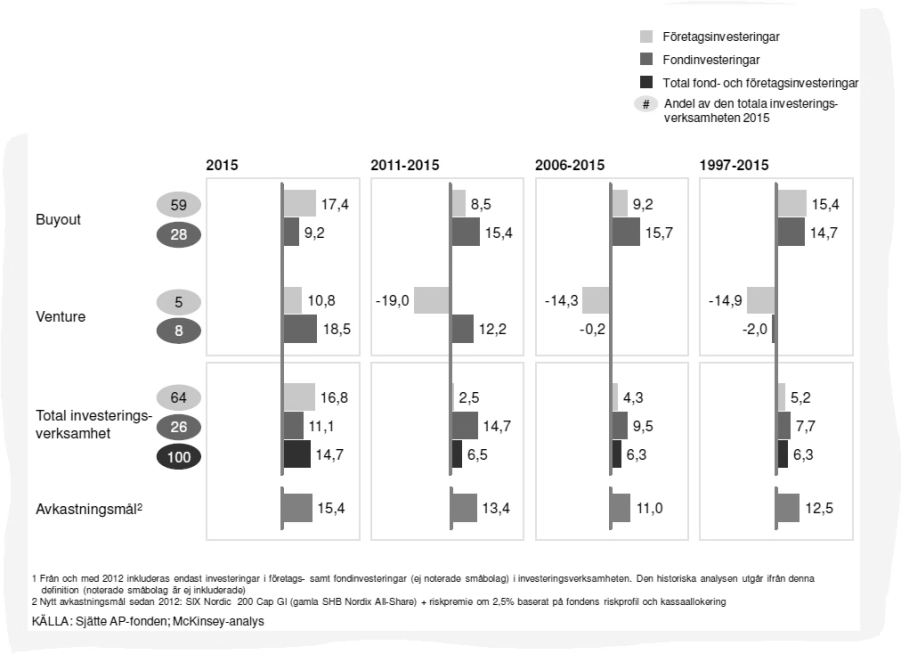 Företagsinvesteringar
Fondinvesteringar
Total fond- och företagsinvesteringar
# Andel av den totala investerings-
verksamheten 2015
2015 2011-2015 2006-2015 1997-2015
Buyout
59 17,4 8,5 9,2 15,4
28 9,2 15,4 15,7 14,7
Venture
5 10,8 -19,0 -14,3 -14,9
8 18,5 12,2 -0,2 -2,0
Total investerings-
verksamhet
64 16,8 2,5 4,3 5,2
26 11,1 14,7 9,5 7,7
100 14,7 6,5 6,3 6,3
Avkastningsmål2 15,4 13,4 11,0 12,5
1 Från och med 2012 inkluderas endast investeringar i företags- samt fondinvesteringar (ej noterade småbolag) i investeringsverksamheten. Den historiska analysen utgår ifrån denna
definition (noterade småbolag är ej inkluderade)
2 Nytt avkastningsmål sedan 2012: SIX Nordic 200 Cap GI (gamla SHB Nordix All-Share) + riskpremie om 2,5% baserat på fondens riskprofil och kassaallokering
KÄLLA: Sjätte AP-fonden; McKinsey-analys